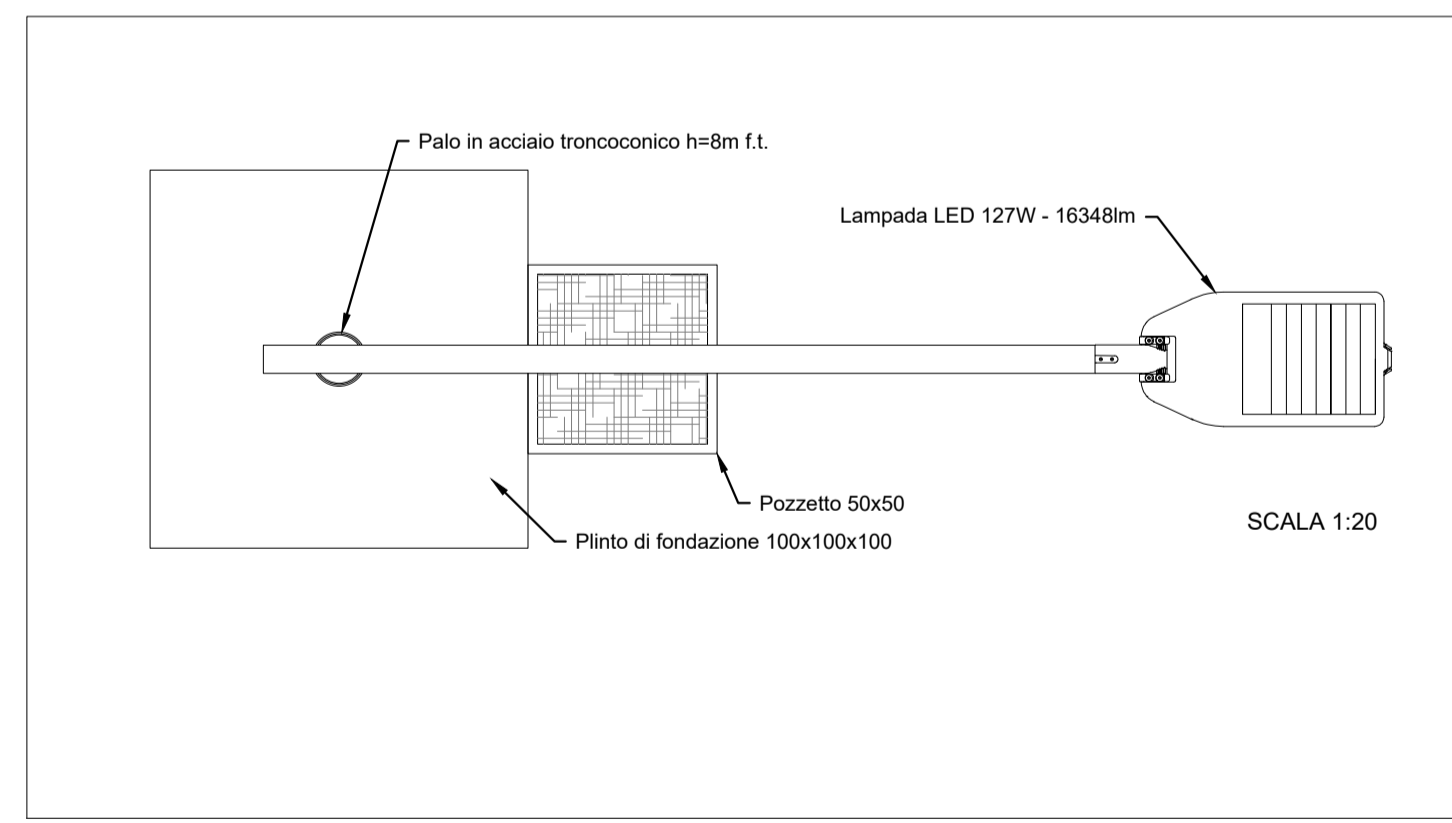 Palo in acciaio troncoconico h=8m f.t.
Lampada LED 127W - 16348lm
Pozzetto 50x50
SCALA 1:20
Plinto di fondazione 100x100x100